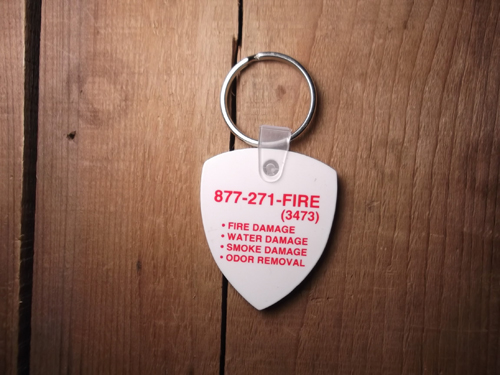 877-271-FIRE
(3473)
• FIRE DAMAGE
• WATER DAMAGE
• SMOKE DAMAGE
• ODOR REMOVAL